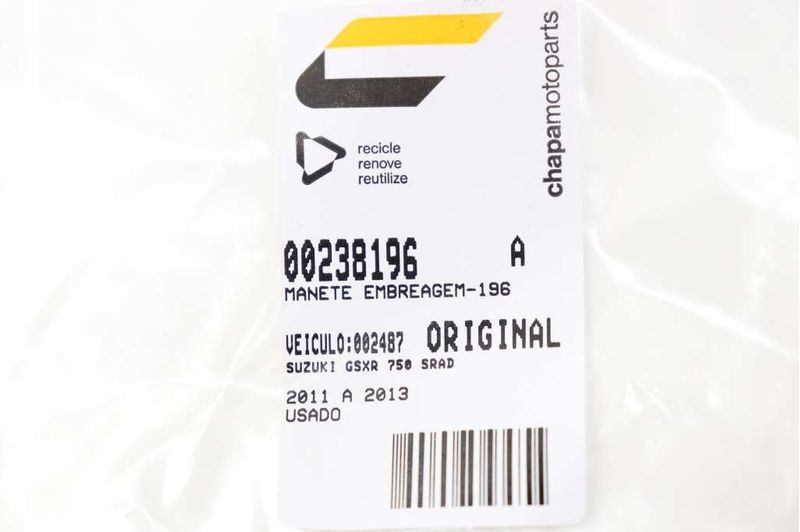 chapamotoparts
recicle
renove
reutilize
00238196 A
MANETE EMBREAGEM-196
VEICULO:002487 ORIGINAL
SUZUKI GSXR 750 SRAD
2011 A 2013
USADO